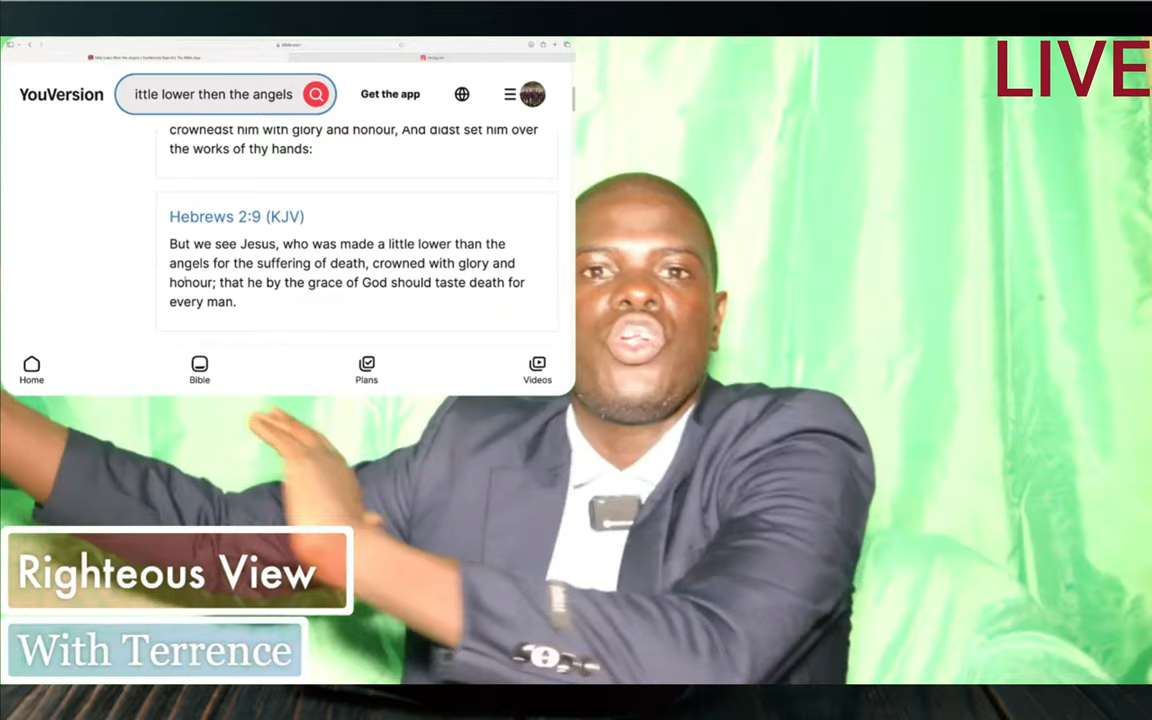 LIVE
YouVersion
ittle lower then the angels
Get the app
crownedst him with glory and honour, And didst set him over
the works of thy hands:
Hebrews 2:9 (KJV)
But we see Jesus, who was made a little lower than the
angels for the suffering of death, crowned with glory and
honour; that he by the grace of God should taste death for
every man.
Home
Bible
Plans
Videos
Righteous View
With Terrence